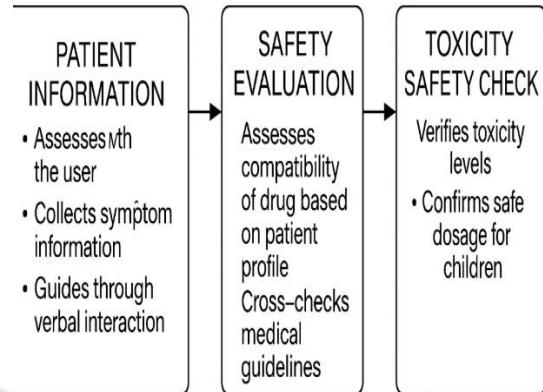 PATIENT
INFORMATION
• Assesses wth
the user
• Collects symptom
information
• Guides through
verbal interaction
SAFETY
EVALUATION
Assesses
compatibility
of drug based
on patient
profile
Cross-checks
medical
guidelines
TOXICITY
SAFETY CHECK
Verifies toxicity
levels
• Confirms safe
dosage for
children